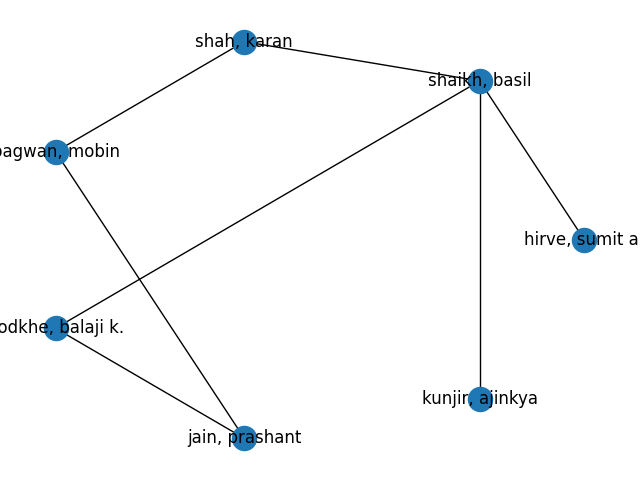 shah, karan
shaikh, basil
bagwan, mobin
hirve, sumit a
odkhe, balaji k.
kunjir, ajinkya
jain, prashant